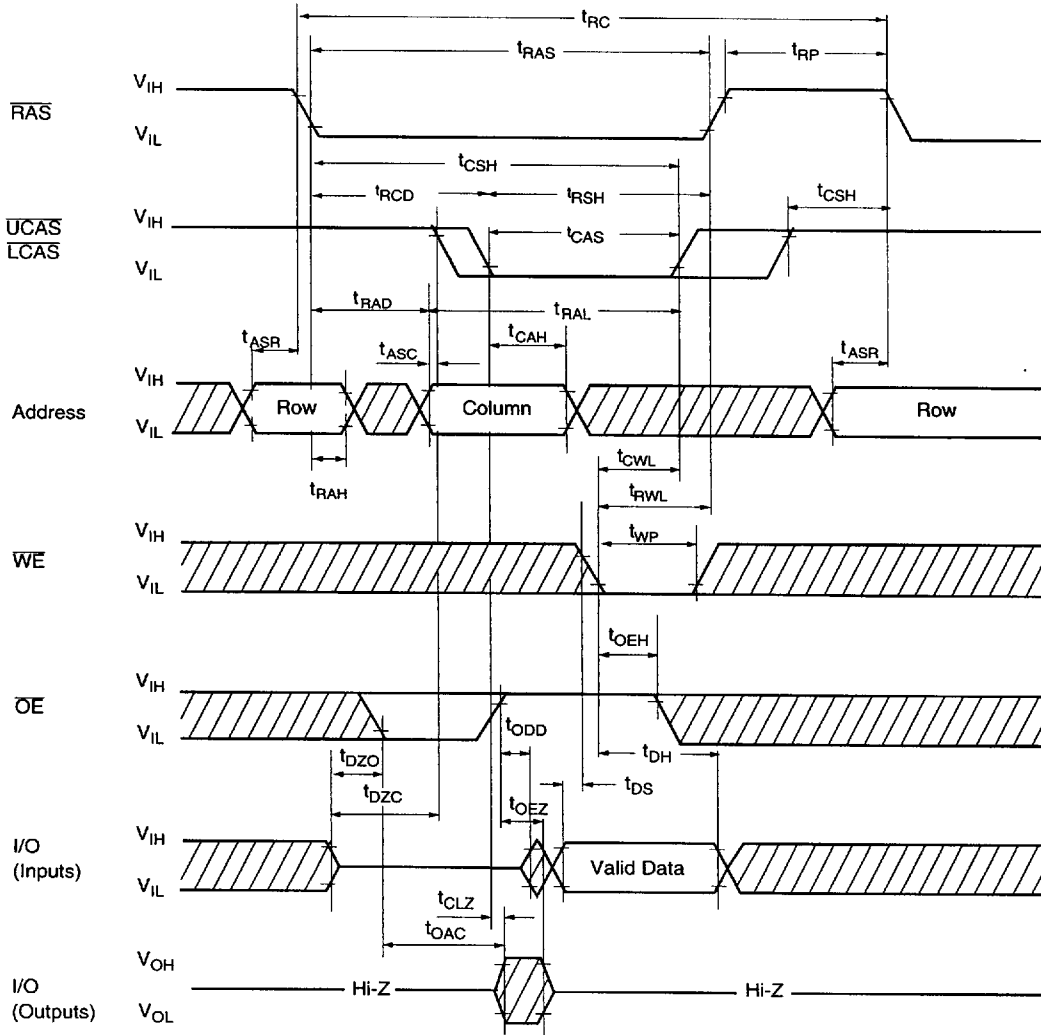 tRC
tRAS
tRP
VIH
RAS
VIL
tCSH
tRCD
tRSH
tCSH
VIH
UCAS
LCAS
tCAS
VIL
tRAD
tRAL
tASR
tCAH
tASC
tASR
VIH
Address
Row
Column
Row
VIL
tRAH
tCWL
tRWL
tWP
VIH
WE
VIL
tOEH
VIH
OE
VIL
tODD
tDH
tDZO
tDS
tDZC
tOEZ
VIH
I/O
(Inputs)
Valid Data
VIL
tCLZ
tOAC
VOH
I/O
(Outputs)
Hi-Z
Hi-Z
VOL